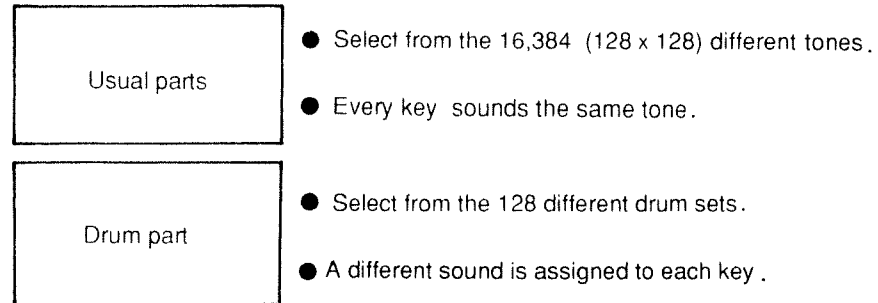 Usual parts
● Select from the 16,384 (128 x 128) different tones.
● Every key sounds the same tone.
Drum part
● Select from the 128 different drum sets.
● A different sound is assigned to each key.